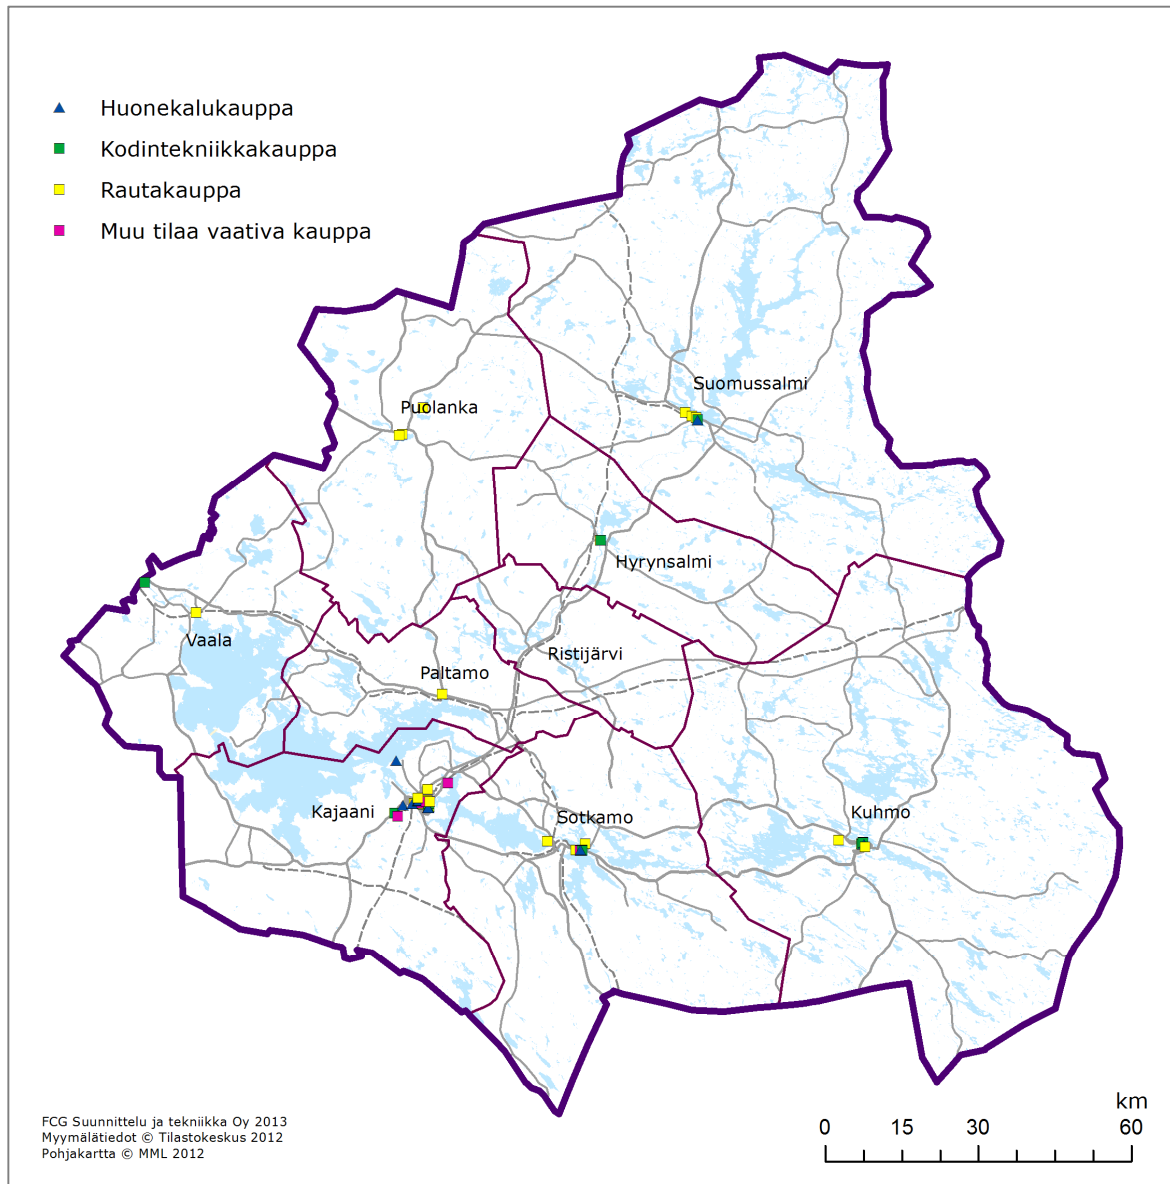 Huonekalukauppa
Kodintekniikkakauppa
Rautakauppa
Muu tilaa vaativa kauppa
Suomussalmi
Puolanka
Hyrynsalmi
Vaala
Ristijärvi
Paltamo
Kajaani
Sotkamo
Kuhmo
FCG Suunnittelu ja tekniikka Oy 2013
Myymälätiedot © Tilastokeskus 2012
Pohjakartta © MML 2012
km
0 15 30 60